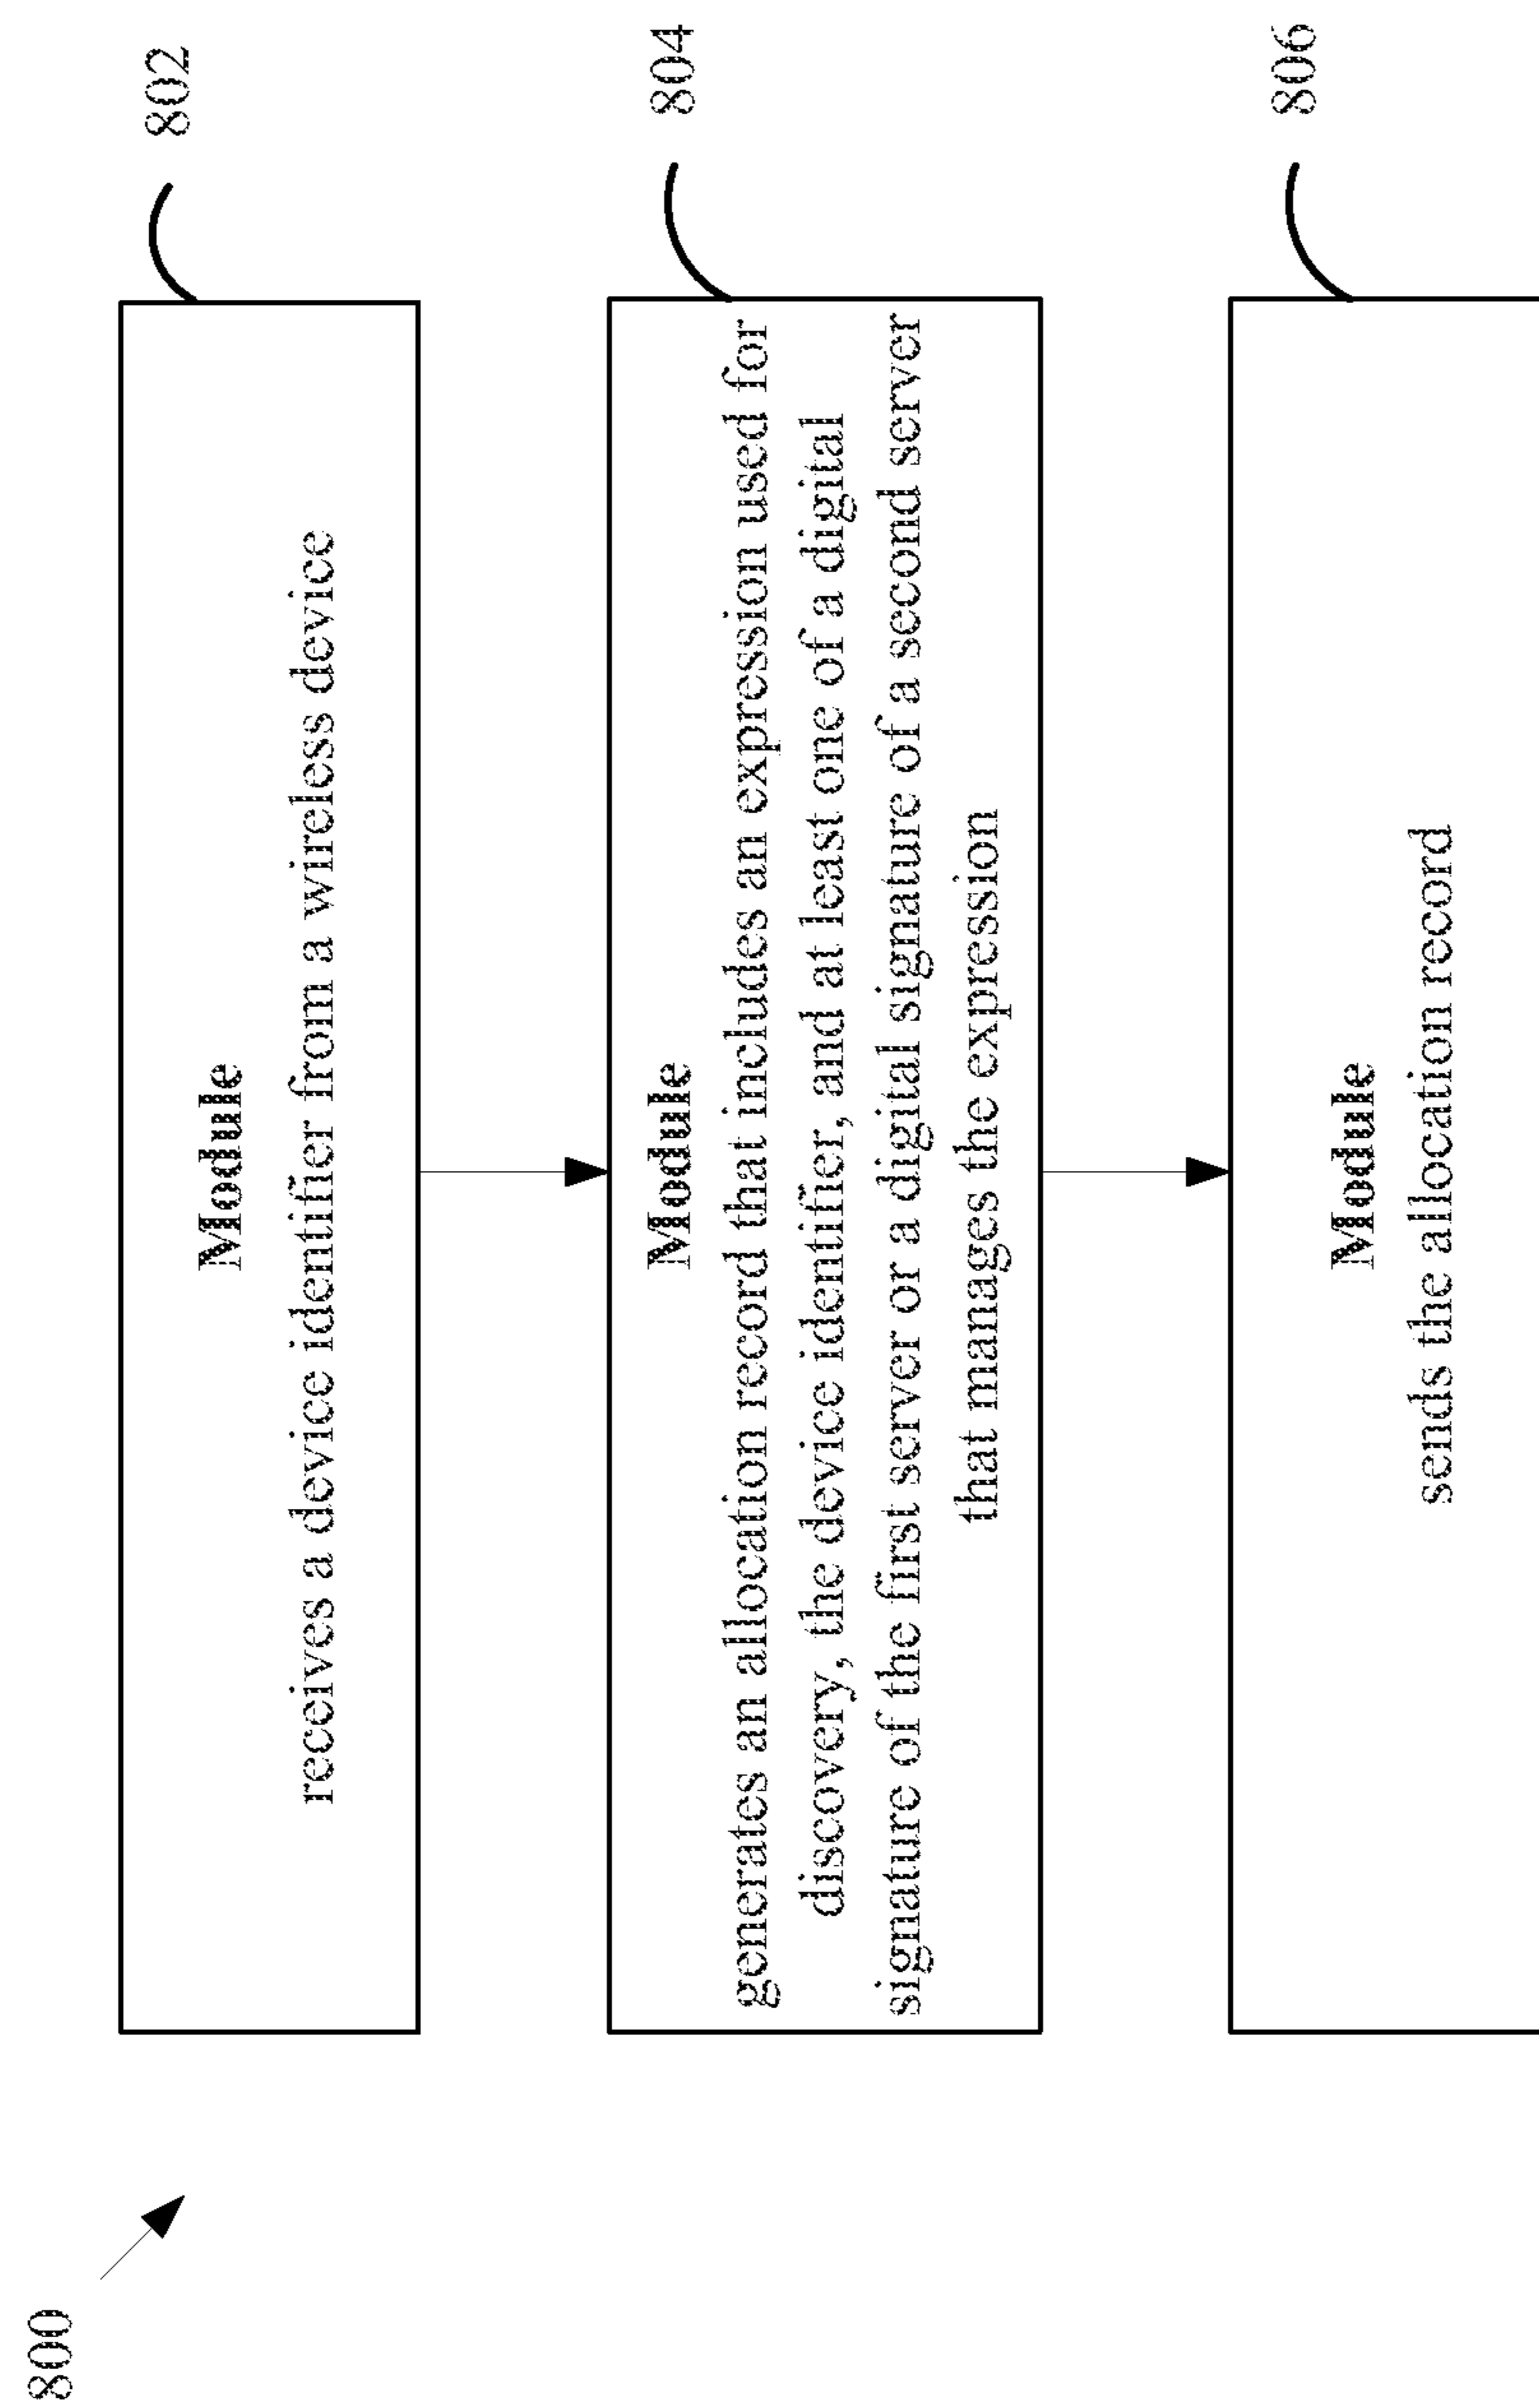 800
802
Module
receives a device identifier from a wireless device
804
Module
generates an allocation record that includes an expression used for
discovery, the device identifier, and at least one of a digital
signature of the first server or a digital signature of a second server
that manages the expression
806
Module
sends the allocation record